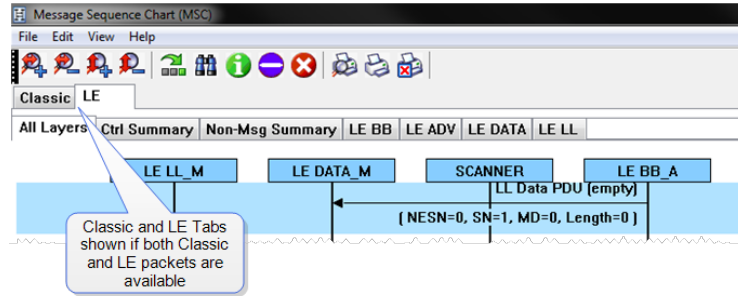 Message Sequence Chart (MSC)
File Edit View Help
Classic LE
All Layers Ctrl Summary Non-Msg Summary LE BB LE ADV LE DATA LE LL
LE LL_M LE DATA_M SCANNER LE BB_A
LL Data PDU (empty)
( NESN=0, SN=1, MD=0, Length=0 )
Classic and LE Tabs
shown if both Classic
and LE packets are
available